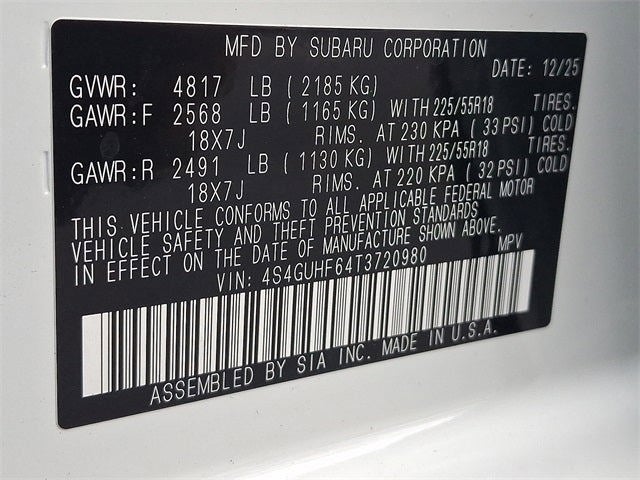 MFD BY SUBARU CORPORATION
DATE: 12/25
GVWR: 4817 LB (2185 KG)
GAWR:F 2568 LB (1165 KG) WITH 225/55R18 TIRES.
18X7J RIMS. AT 230 KPA (33 PSI) COLD
GAWR:R 2491 LB (1130 KG) WITH 225/55R18 TIRES.
18X7J RIMS. AT 220 KPA (32 PSI) COLD
THIS VEHICLE CONFORMS TO ALL APPLICABLE FEDERAL MOTOR
VEHICLE SAFETY AND THEFT PREVENTION STANDARDS
IN EFFECT ON THE DATE OF MANUFACTURE SHOWN ABOVE.
VIN: 4S4GUHF64T3720980 MPV
ASSEMBLED BY SIA INC. MADE IN U.S.A.